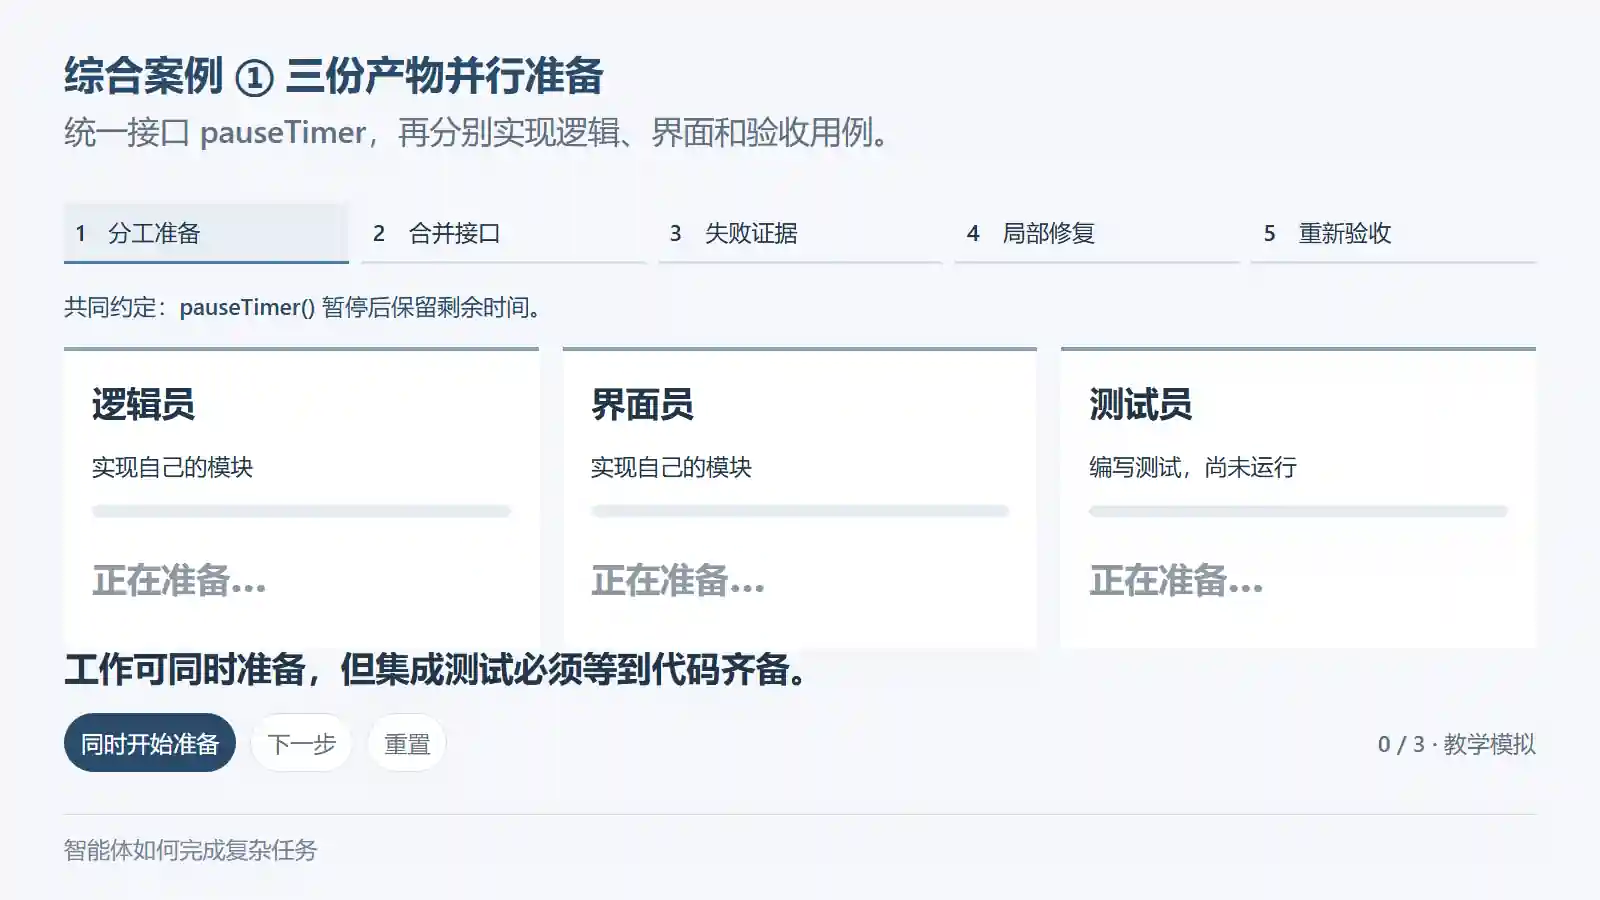 综合案例 ① 三份产物并行准备
统一接口 pauseTimer，再分别实现逻辑、界面和验收用例。
1 分工准备
2 合并接口
3 失败证据
4 局部修复
5 重新验收
共同约定：pauseTimer() 暂停后保留剩余时间。
逻辑员
实现自己的模块
正在准备...
界面员
实现自己的模块
正在准备...
测试员
编写测试，尚未运行
正在准备...
工作可同时准备，但集成测试必须等到代码齐备。
同时开始准备
下一步
重置
0 / 3 · 教学模拟
智能体如何完成复杂任务